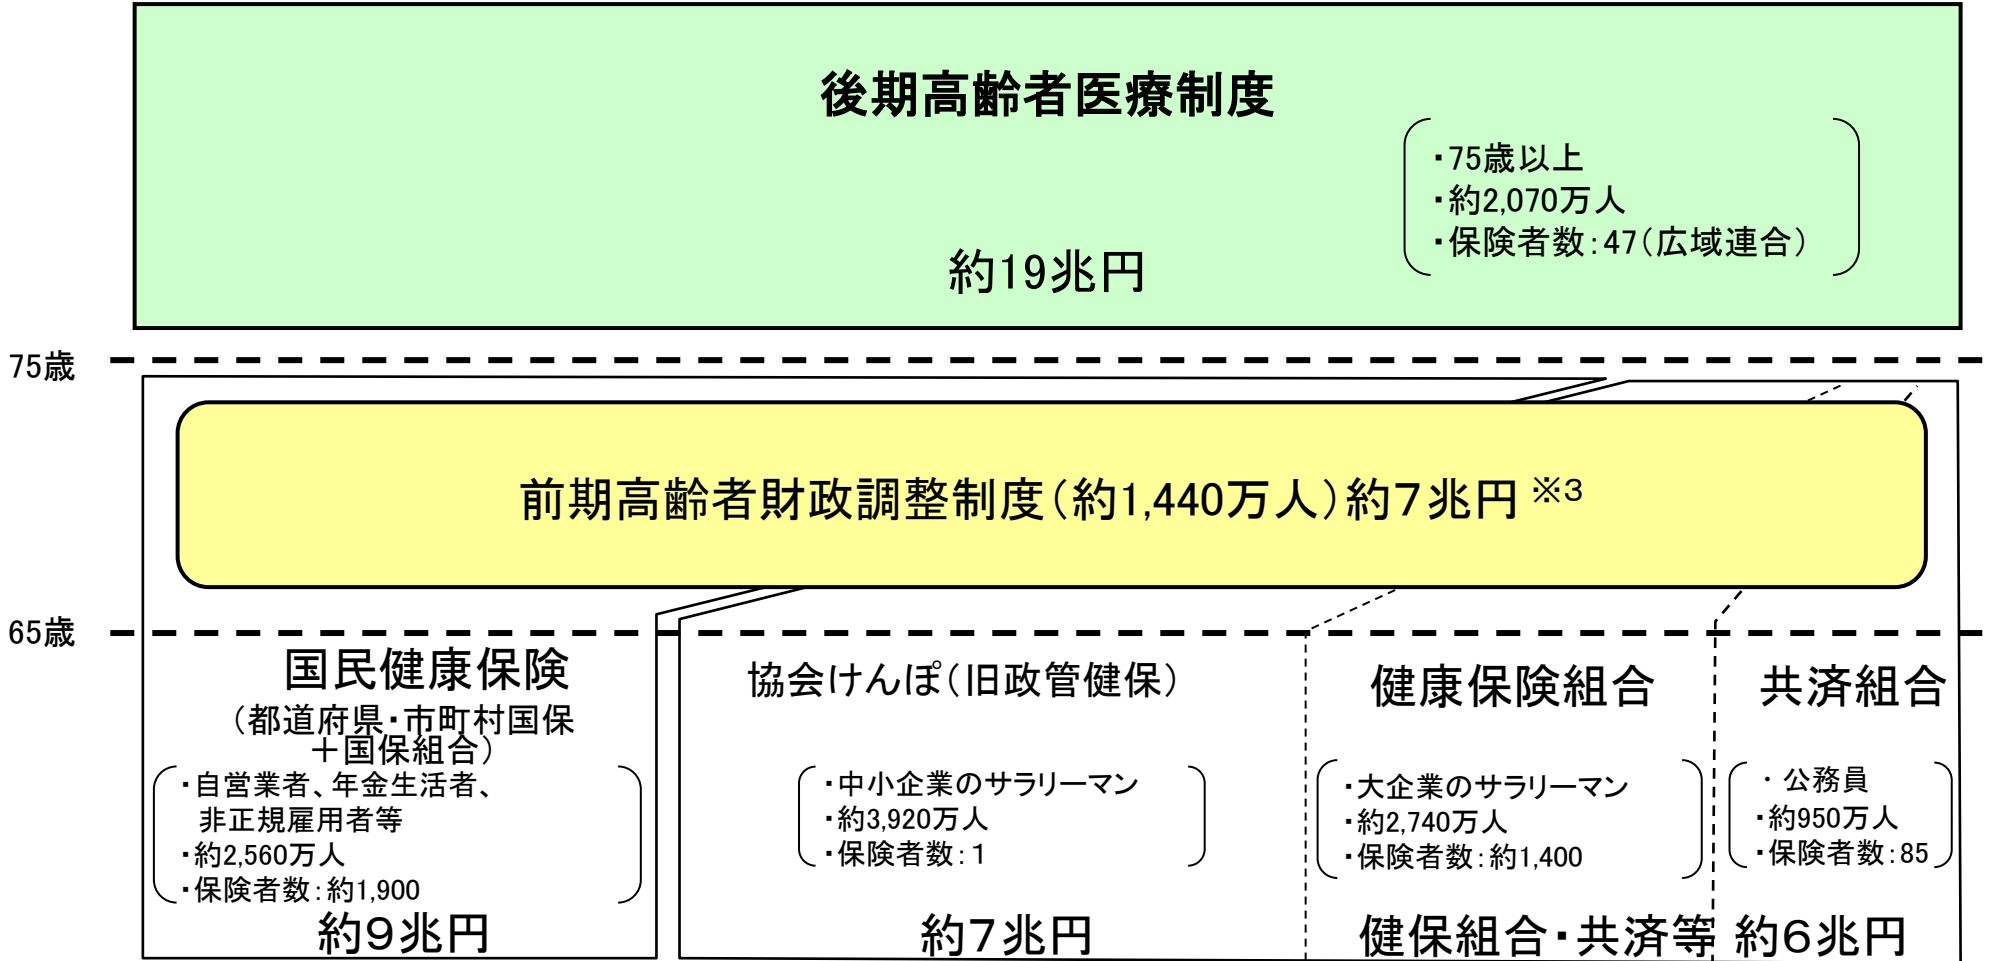 後期高齢者医療制度
・75歳以上
・約2,070万人
・保険者数：47（広域連合）
約19兆円
75歳
前期高齢者財政調整制度（約1,440万人）約７兆円 ※3
65歳
国民健康保険
（都道府県・市町村国保
＋国保組合）
・自営業者、年金生活者、
非正規雇用者等
・約2,560万人
・保険者数：約1,900
約９兆円
協会けんぽ（旧政管健保）
・中小企業のサラリーマン
・約3,920万人
・保険者数：１
約７兆円
健康保険組合
・大企業のサラリーマン
・約2,740万人
・保険者数：約1,400
共済組合
・公務員
・約950万人
・保険者数：85
健保組合・共済等 約６兆円